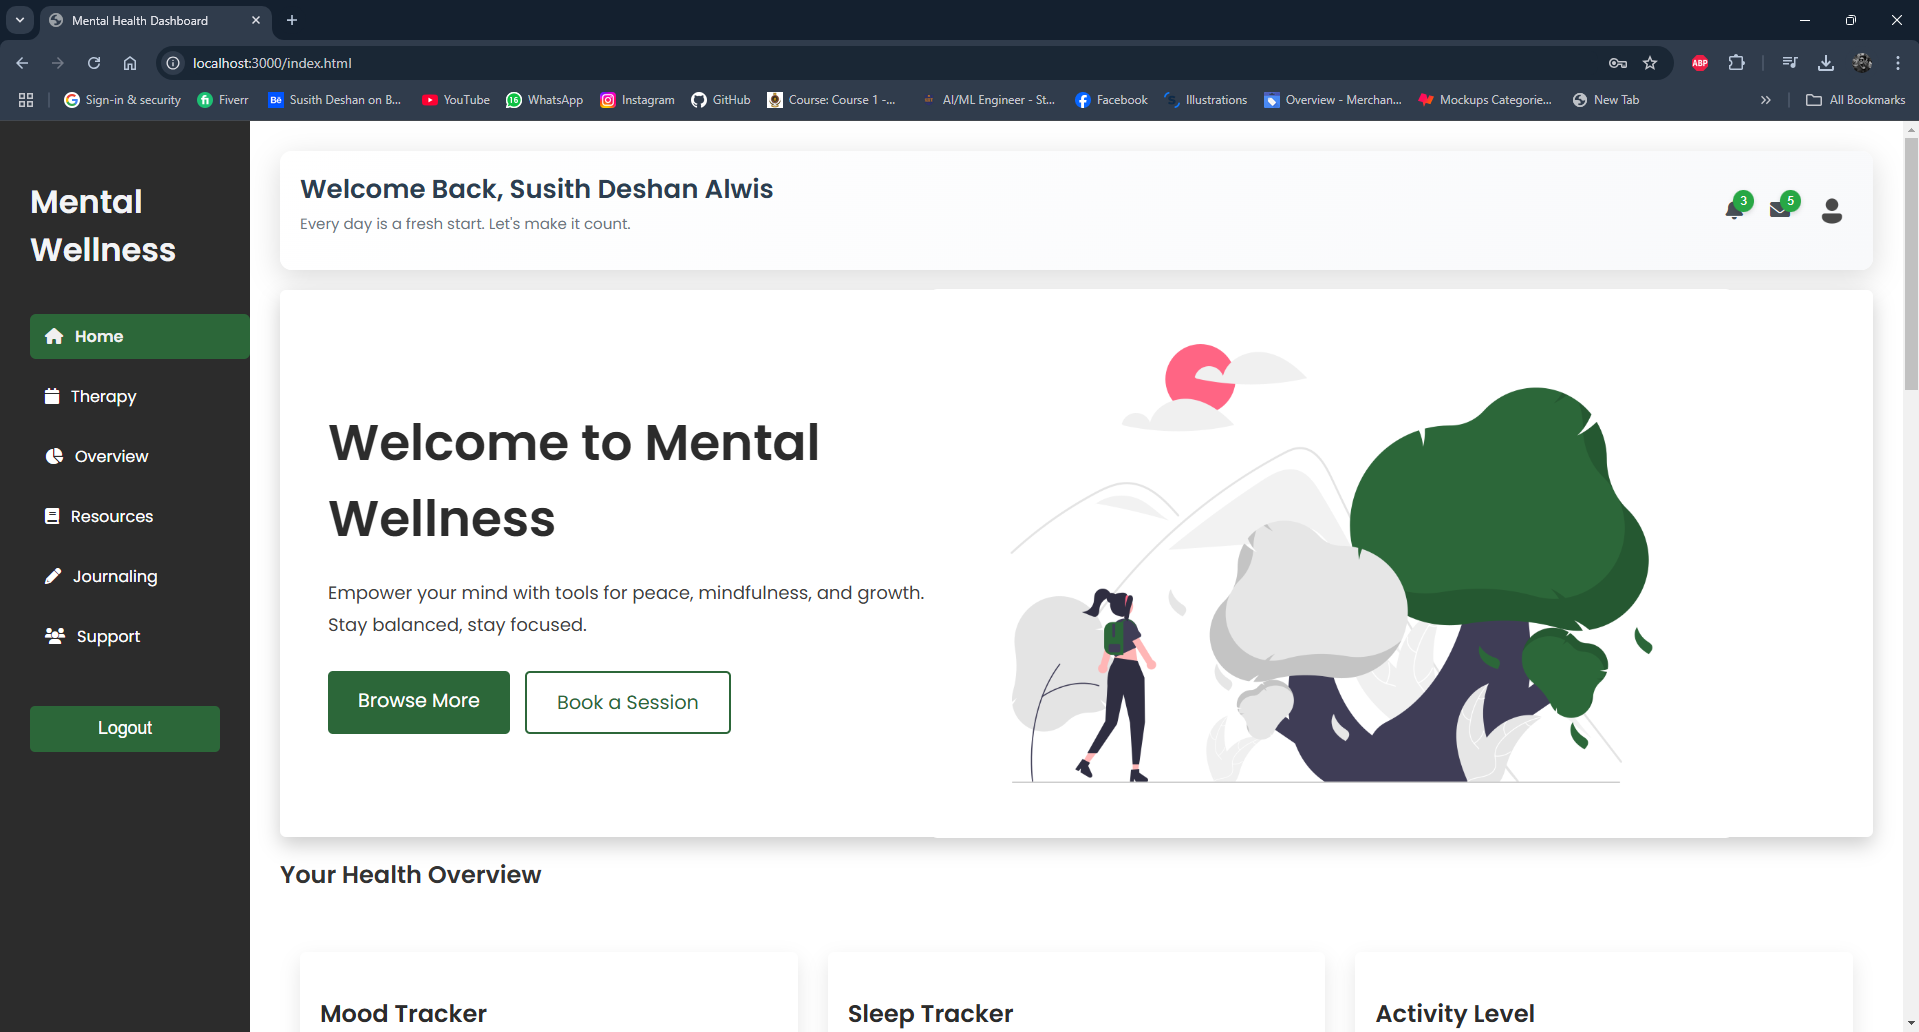 Mental Health Dashboard
localhost:3000/index.html
ABP
Sign-in & security
Fiverr
Bē
Susith Deshan on B...
YouTube
16
WhatsApp
Instagram
GitHub
Course: Course 1 -...
AI/ML Engineer - St...
Facebook
Illustrations
Overview - Merchan...
Mockups Categorie...
New Tab
All Bookmarks
Mental
Wellness
Home
Therapy
Overview
Resources
Journaling
Support
Logout
Welcome Back, Susith Deshan Alwis
Every day is a fresh start. Let's make it count.
3
5
Welcome to Mental
Wellness
Empower your mind with tools for peace, mindfulness, and growth.
Stay balanced, stay focused.
Browse More
Book a Session
Your Health Overview
Mood Tracker
Sleep Tracker
Activity Level